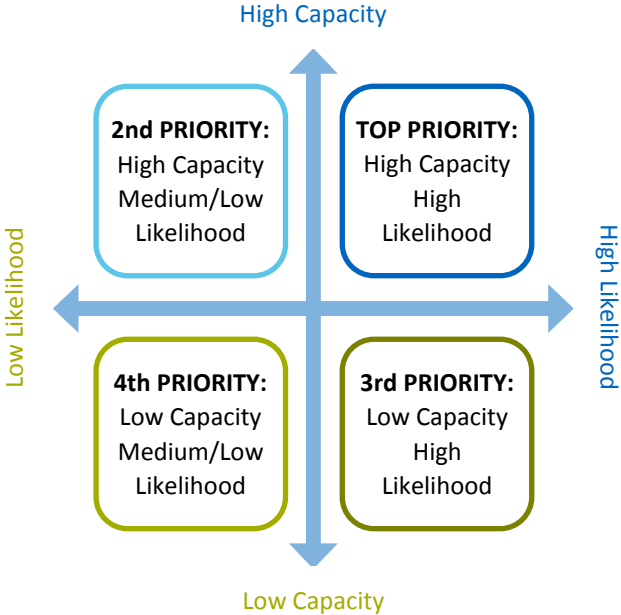 High Capacity
2nd PRIORITY:
High Capacity
Medium/Low
Likelihood
TOP PRIORITY:
High Capacity
High
Likelihood
Low Likelihood
High Likelihood
4th PRIORITY:
Low Capacity
Medium/Low
Likelihood
3rd PRIORITY:
Low Capacity
High
Likelihood
Low Capacity